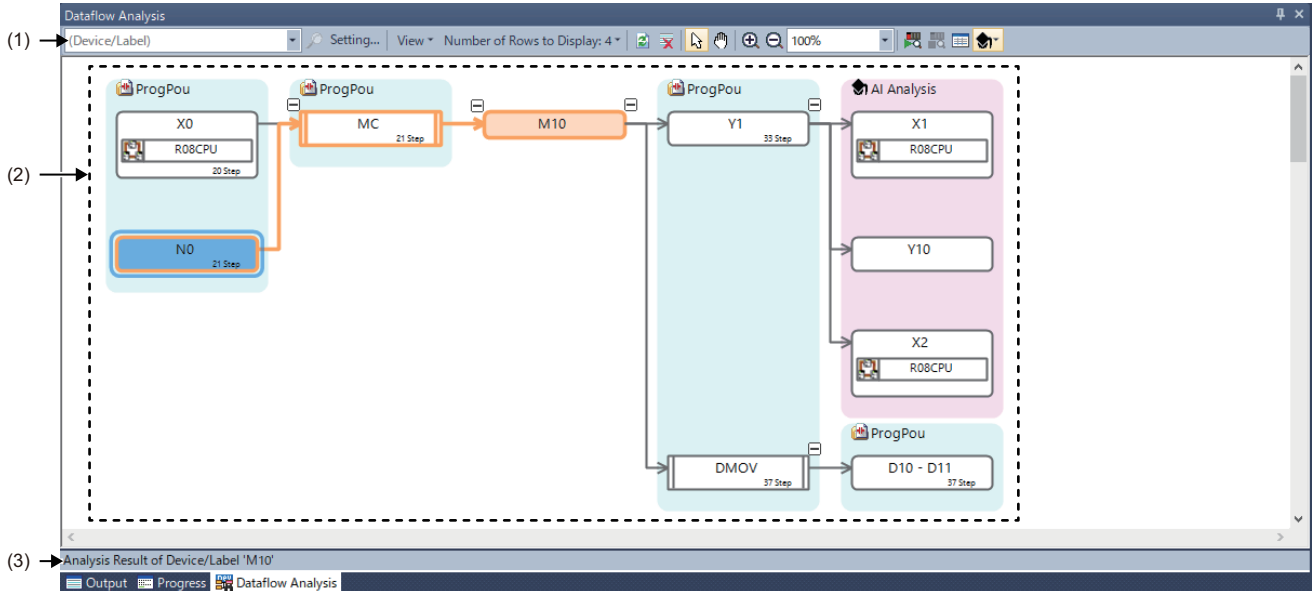 Dataflow Analysis
(1)
(Device/Label)
Setting...
View
Number of Rows to Display: 4
100%
(2)
ProgPou
X0
R08CPU
20 Step
N0
21 Step
ProgPou
MC
21 Step
M10
ProgPou
Y1
33 Step
DMOV
37 Step
AI Analysis
X1
R08CPU
Y10
X2
R08CPU
ProgPou
D10 - D11
37 Step
(3)
Analysis Result of Device/Label 'M10'
Output
Progress
Dataflow Analysis